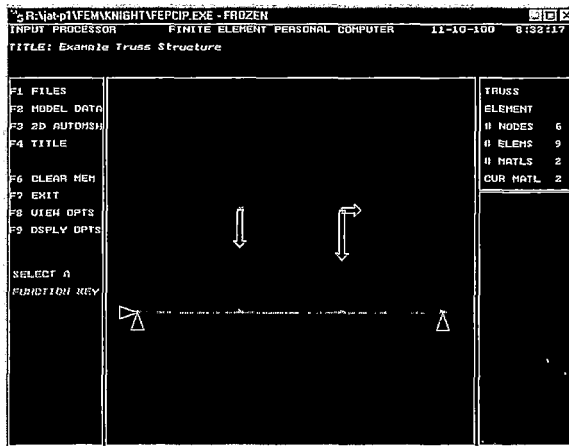 R:\jat-p1\FEM\KNIGHT\FEPCIP.EXE - FROZEN
INPUT PROCESSOR FINITE ELEMENT PERSONAL COMPUTER 11-10-100 8:32:17
TITLE: Example Truss Structure
F1 FILES
F2 MODEL DATA
F3 2D AUTOMSH
F4 TITLE
F6 CLEAR MEM
F7 EXIT
F8 VIEW OPTS
F9 DSPLY OPTS
SELECT A
FUNCTION KEY
TRUSS
ELEMENT
# NODES 6
# ELEMS 9
# MATLS 2
CUR MATL 2